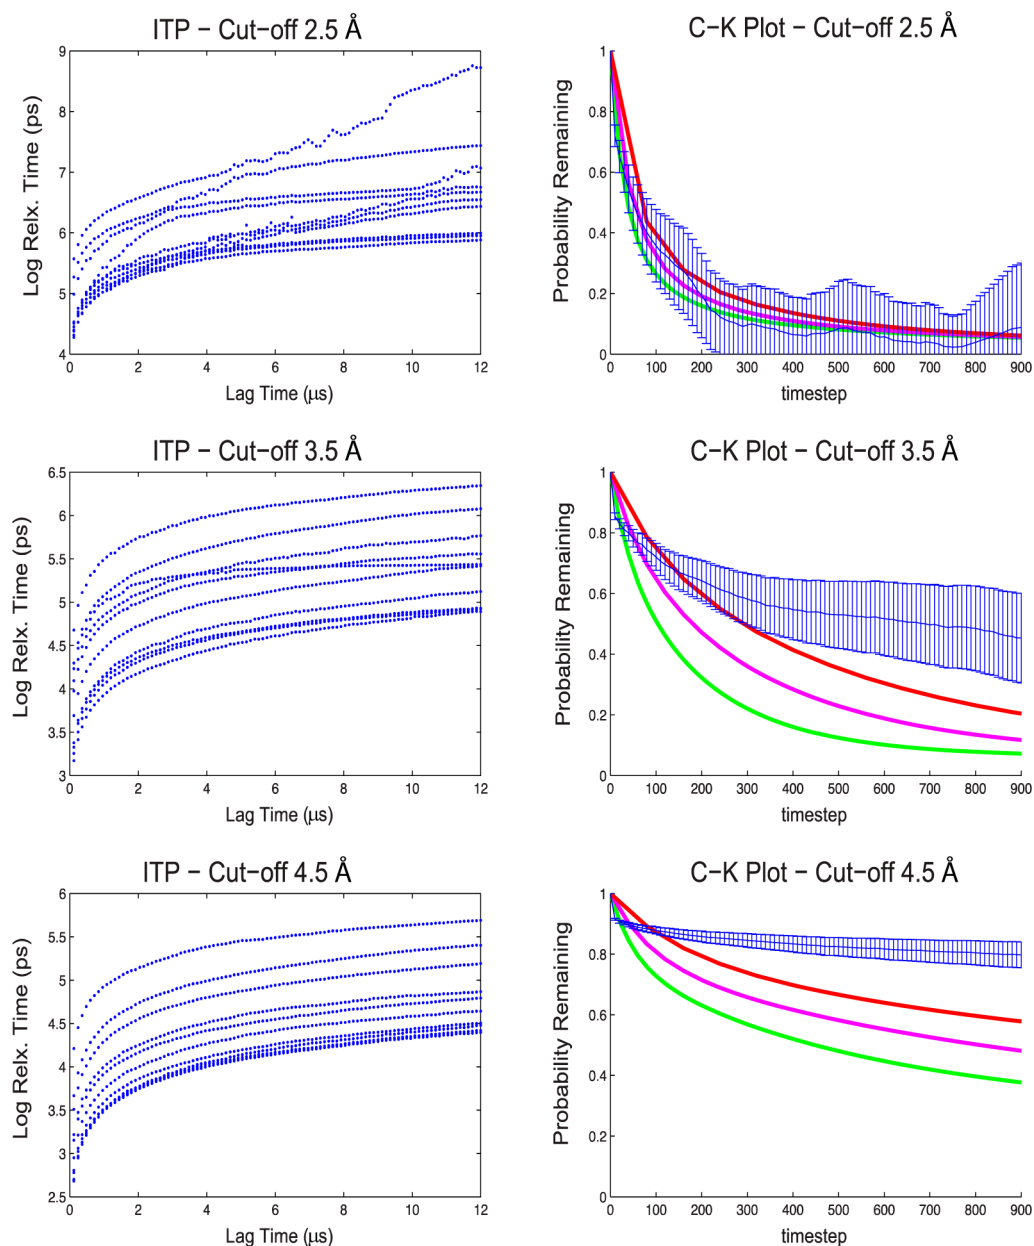 ITP – Cut–off 2.5 Å
Log Relx. Time (ps)
9
8
7
6
5
4
0 2 4 6 8 10 12
Lag Time (µs)
C–K Plot – Cut–off 2.5 Å
Probability Remaining
1
0.8
0.6
0.4
0.2
0
0 100 200 300 400 500 600 700 800 900
timestep
ITP – Cut–off 3.5 Å
Log Relx. Time (ps)
6.5
6
5.5
5
4.5
4
3.5
3
0 2 4 6 8 10 12
Lag Time (µs)
C–K Plot – Cut–off 3.5 Å
Probability Remaining
1
0.8
0.6
0.4
0.2
0
0 100 200 300 400 500 600 700 800 900
timestep
ITP – Cut–off 4.5 Å
Log Relx. Time (ps)
6
5.5
5
4.5
4
3.5
3
2.5
0 2 4 6 8 10 12
Lag Time (µs)
C–K Plot – Cut–off 4.5 Å
Probability Remaining
1
0.8
0.6
0.4
0.2
0
0 100 200 300 400 500 600 700 800 900
timestep